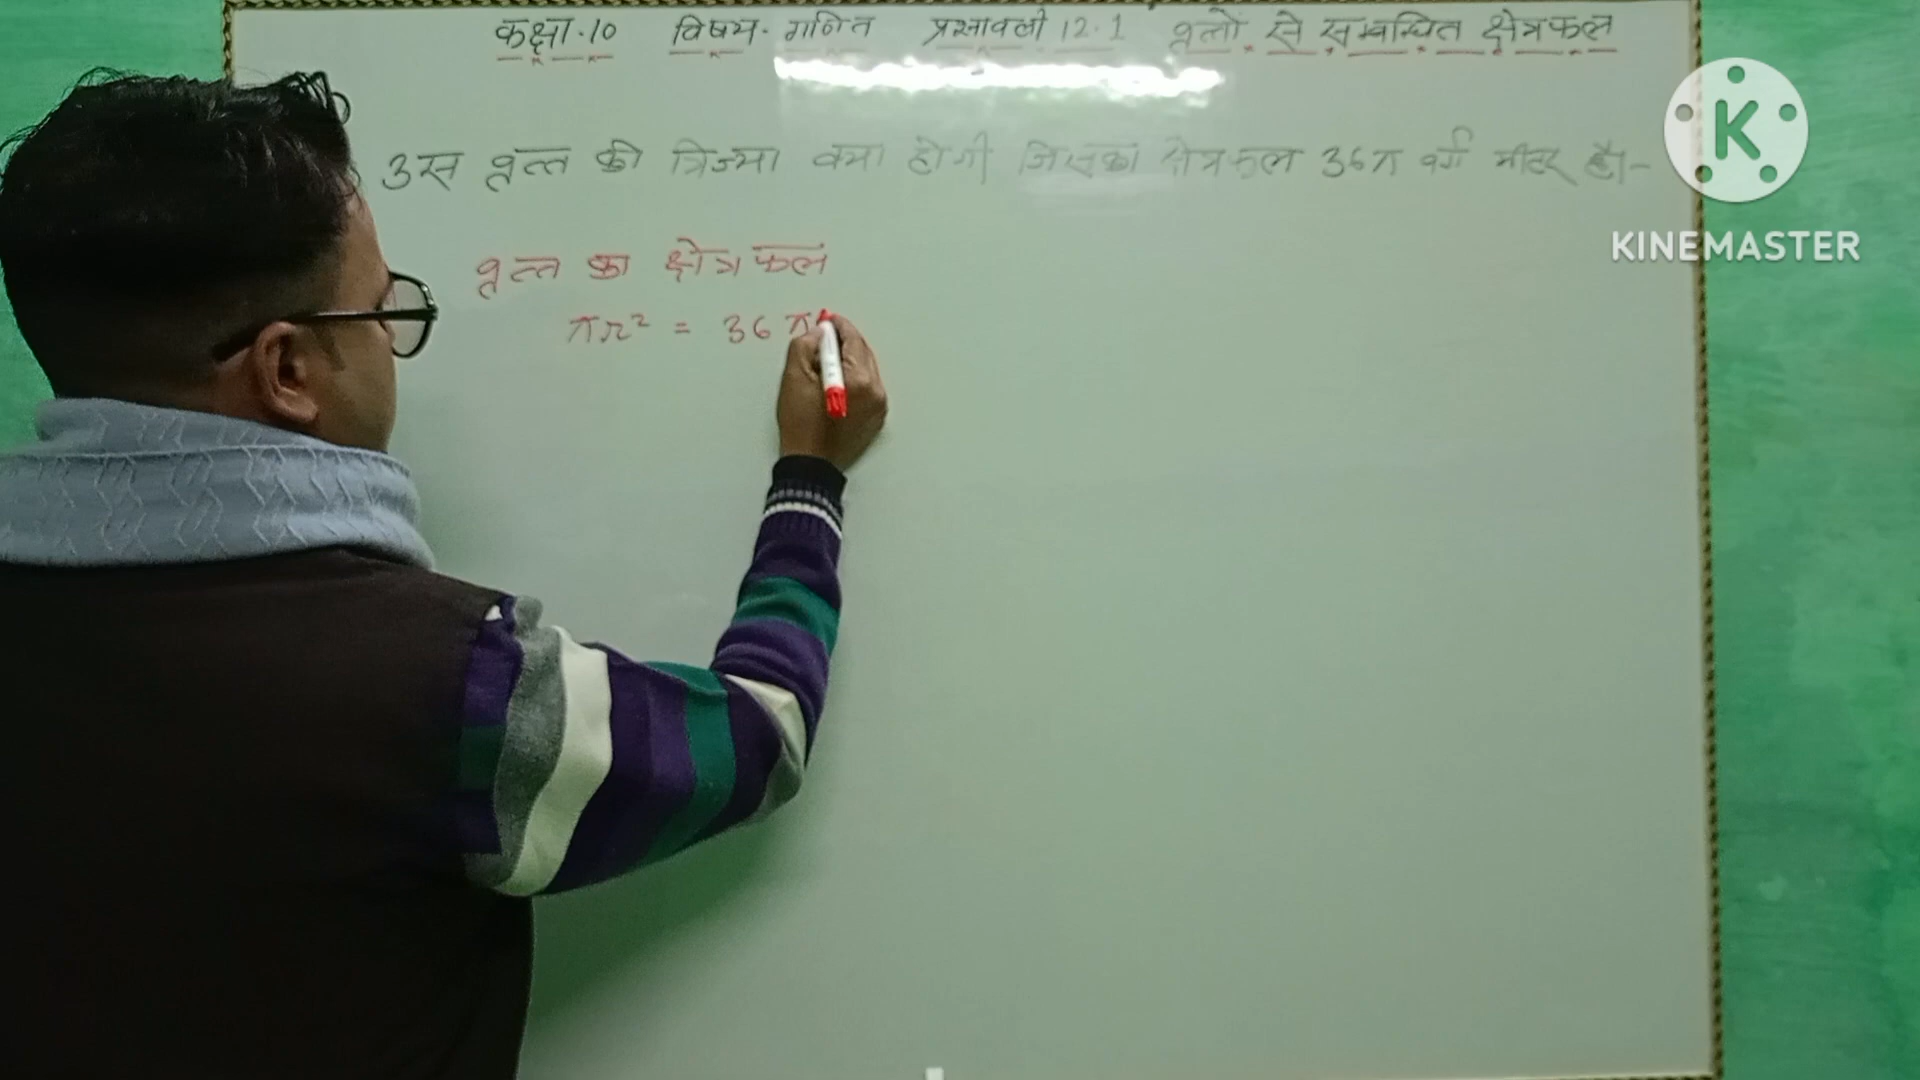 कक्षा-10 विषय- गणित प्रश्नावली 12.1 वृत्तों से सम्बन्धित क्षेत्रफल
K
KINEMASTER
उस वृत्त की त्रिज्या क्या होगी जिसका क्षेत्रफल 36π वर्ग मीटर है।-
वृत्त का क्षेत्रफल
πr² = 36 π